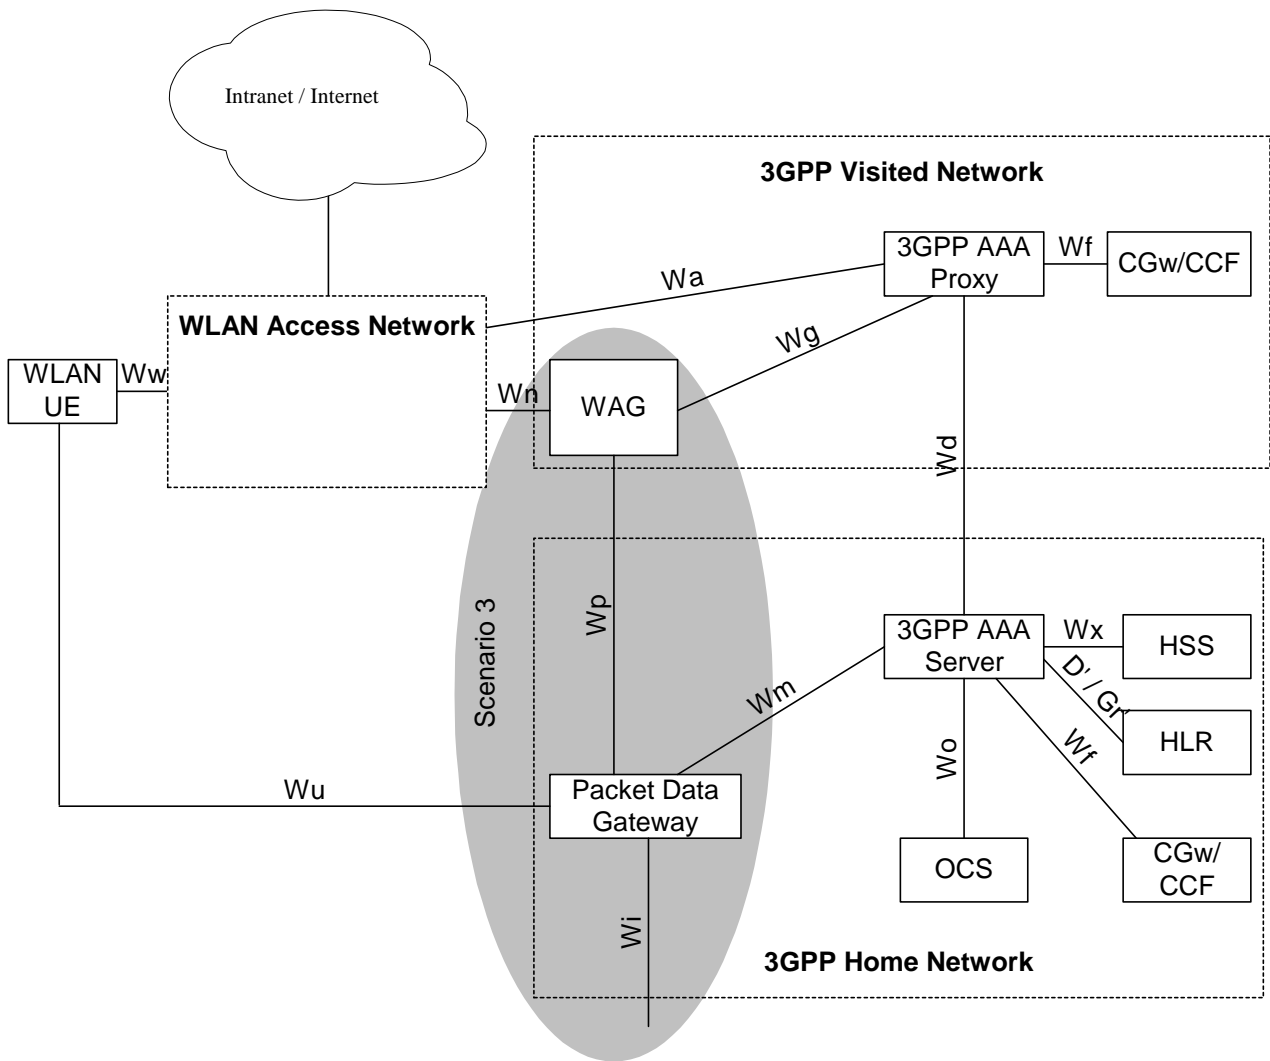 Intranet / Internet
3GPP Visited Network
3GPP AAA
Proxy
Wf
CGw/CCF
Wa
WLAN Access Network
Wg
WLAN
UE
Ww
Wn
WAG
Wd
Scenario 3
Wp
3GPP AAA
Server
Wx
HSS
D' / Gr'
HLR
Wm
Wo
Wf
Wu
Packet Data
Gateway
OCS
CGw/
CCF
Wi
3GPP Home Network